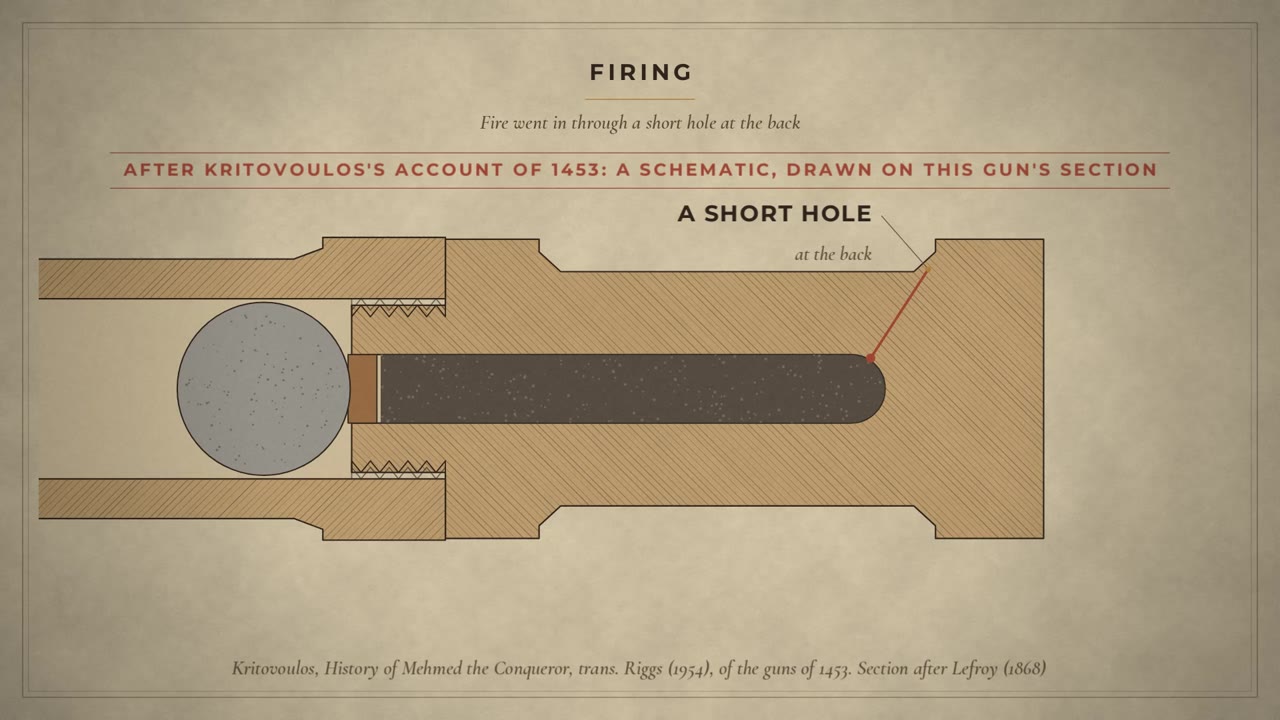 FIRING
Fire went in through a short hole at the back
AFTER KRITOVOULOS'S ACCOUNT OF 1453: A SCHEMATIC, DRAWN ON THIS GUN'S SECTION
A SHORT HOLE
at the back
Kritovoulos, History of Mehmed the Conqueror, trans. Riggs (1954), of the guns of 1453. Section after Lefroy (1868)